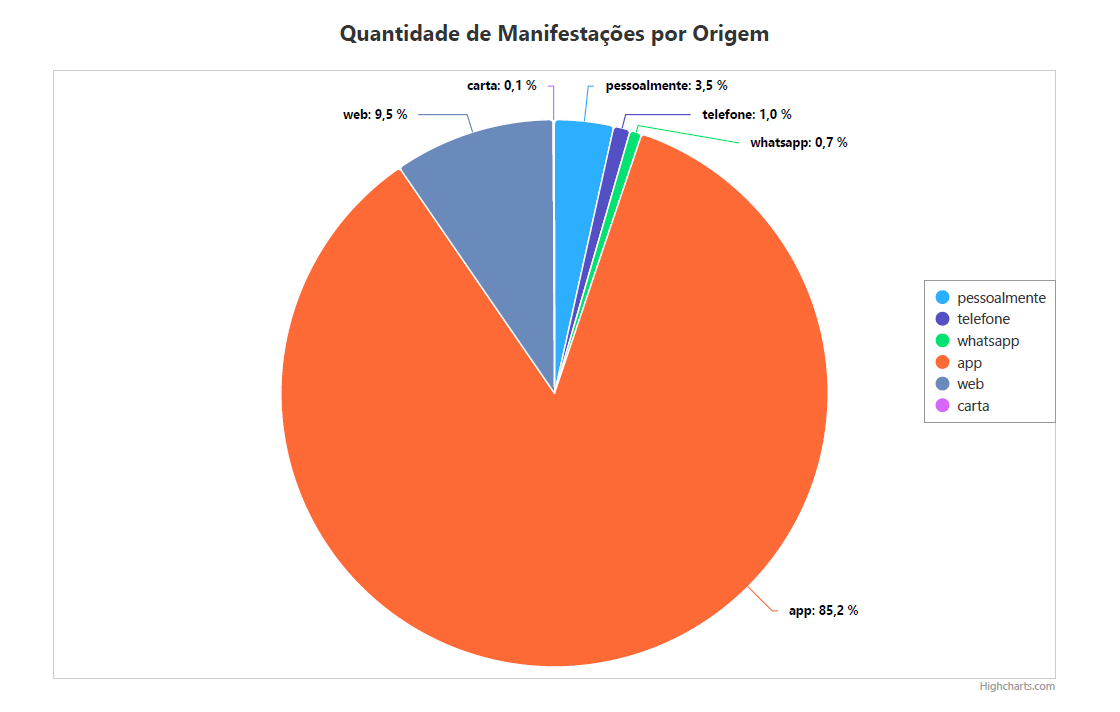 Quantidade de Manifestações por Origem
carta: 0,1 %
pessoalmente: 3,5 %
web: 9,5 %
telefone: 1,0 %
whatsapp: 0,7 %
pessoalmente
telefone
whatsapp
app
web
carta
app: 85,2 %
Highcharts.com